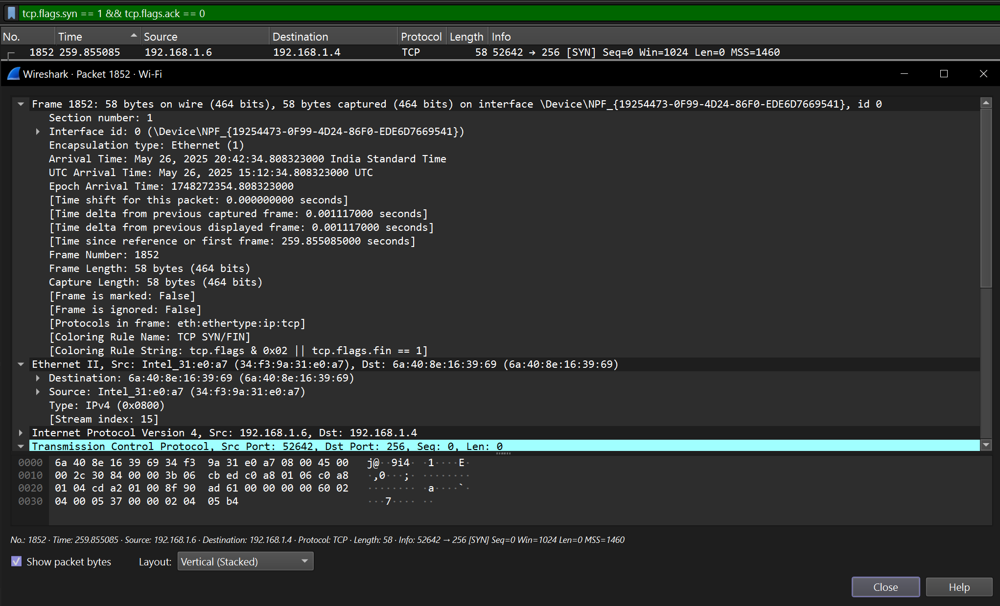 tcp.flags.syn == 1 && tcp.flags.ack == 0
No. Time Source Destination Protocol Length Info
1852 259.855085 192.168.1.6 192.168.1.4 TCP 58 52642 → 256 [SYN] Seq=0 Win=1024 Len=0 MSS=1460
Wireshark · Packet 1852 · Wi-Fi
Frame 1852: 58 bytes on wire (464 bits), 58 bytes captured (464 bits) on interface \Device\NPF_{19254473-0F99-4D24-86F0-EDE6D7669541}, id 0
Section number: 1
Interface id: 0 (\Device\NPF_{19254473-0F99-4D24-86F0-EDE6D7669541})
Encapsulation type: Ethernet (1)
Arrival Time: May 26, 2025 20:42:34.808323000 India Standard Time
UTC Arrival Time: May 26, 2025 15:12:34.808323000 UTC
Epoch Arrival Time: 1748272354.808323000
[Time shift for this packet: 0.000000000 seconds]
[Time delta from previous captured frame: 0.001117000 seconds]
[Time delta from previous displayed frame: 0.001117000 seconds]
[Time since reference or first frame: 259.855085000 seconds]
Frame Number: 1852
Frame Length: 58 bytes (464 bits)
Capture Length: 58 bytes (464 bits)
[Frame is marked: False]
[Frame is ignored: False]
[Protocols in frame: eth:ethertype:ip:tcp]
[Coloring Rule Name: TCP SYN/FIN]
[Coloring Rule String: tcp.flags & 0x02 || tcp.flags.fin == 1]
Ethernet II, Src: Intel_31:e0:a7 (34:f3:9a:31:e0:a7), Dst: 6a:40:8e:16:39:69 (6a:40:8e:16:39:69)
Destination: 6a:40:8e:16:39:69 (6a:40:8e:16:39:69)
Source: Intel_31:e0:a7 (34:f3:9a:31:e0:a7)
Type: IPv4 (0x0800)
[Stream index: 15]
Internet Protocol Version 4, Src: 192.168.1.6, Dst: 192.168.1.4
Transmission Control Protocol, Src Port: 52642, Dst Port: 256, Seq: 0, Len: 0
0000 6a 40 8e 16 39 69 34 f3 9a 31 e0 a7 08 00 45 00 j@··9i4· ·1····E·
0010 00 2c 30 84 00 00 3b 06 cb ed c0 a8 01 06 c0 a8 ·,0···;· ········
0020 01 04 cd a2 01 00 8f 90 ad 61 00 00 00 00 60 02 ········ ·a····`·
0030 04 00 05 37 00 00 02 04 05 b4 ···7···· ··
No.: 1852 · Time: 259.855085 · Source: 192.168.1.6 · Destination: 192.168.1.4 · Protocol: TCP · Length: 58 · Info: 52642 → 256 [SYN] Seq=0 Win=1024 Len=0 MSS=1460
Show packet bytes Layout: Vertical (Stacked)
Close Help